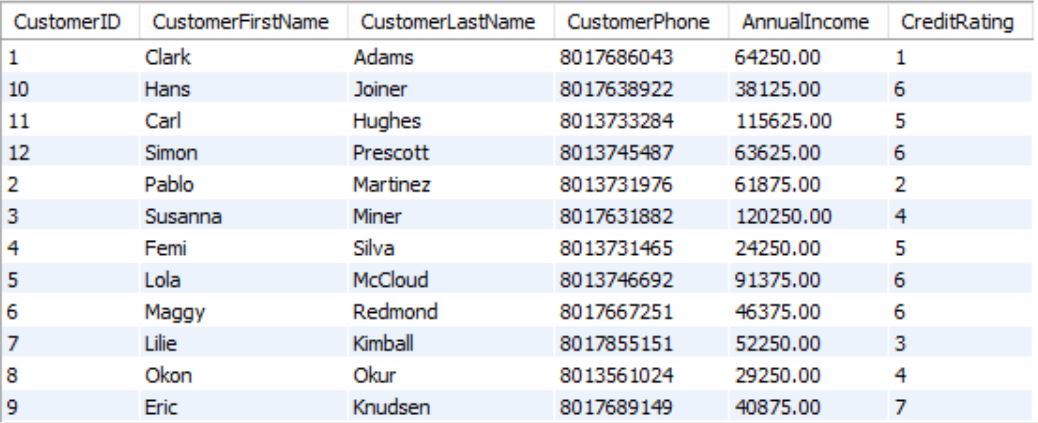 CustomerID CustomerFirstName CustomerLastName CustomerPhone AnnualIncome CreditRating
1 Clark Adams 8017686043 64250.00 1
10 Hans Joiner 8017638922 38125.00 6
11 Carl Hughes 8013733284 115625.00 5
12 Simon Prescott 8013745487 63625.00 6
2 Pablo Martinez 8013731976 61875.00 2
3 Susanna Miner 8017631882 120250.00 4
4 Femi Silva 8013731465 24250.00 5
5 Lola McCloud 8013746692 91375.00 6
6 Maggy Redmond 8017667251 46375.00 6
7 Lilie Kimball 8017855151 52250.00 3
8 Okon Okur 8013561024 29250.00 4
9 Eric Knudsen 8017689149 40875.00 7